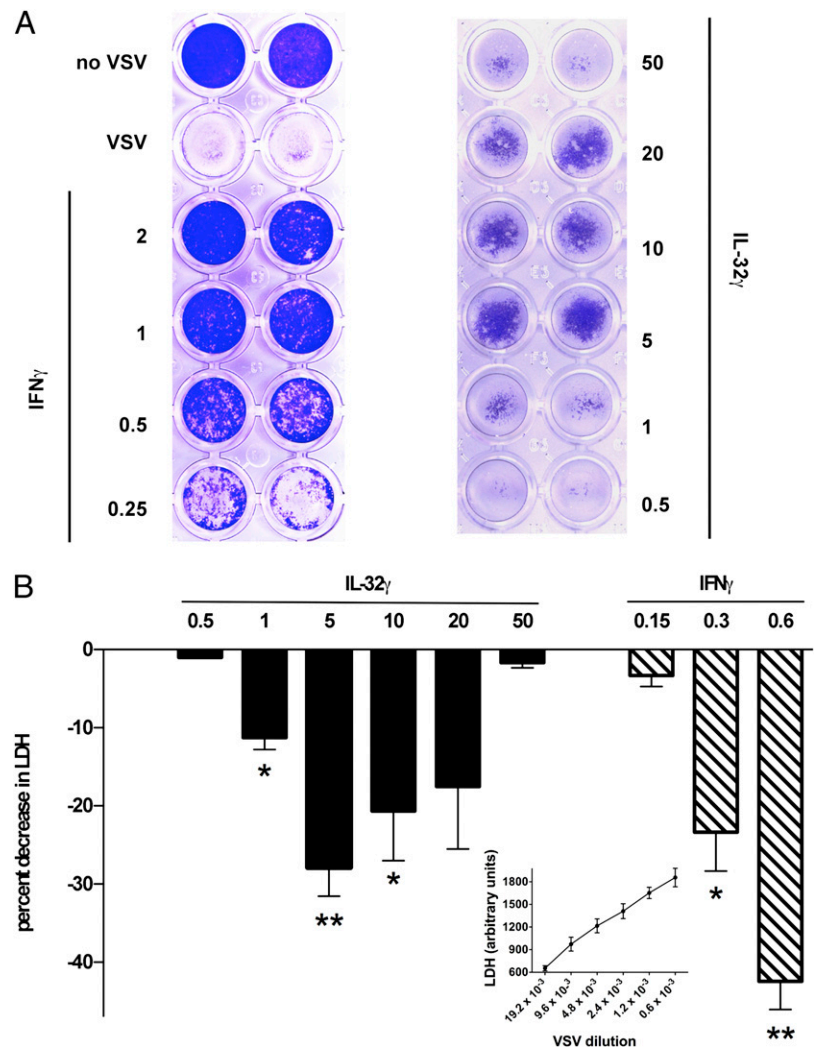 A
no VSV
VSV
2
1
0.5
0.25
IFNγ
50
20
10
5
1
0.5
IL-32γ
B
IL-32γ
IFNγ
0.5 1 5 10 20 50 0.15 0.3 0.6
0
-10
-20
-30
-40
percent decrease in LDH
*
**
*
*
**
LDH (arbitrary units)
1800
1500
1200
900
600
19.2 x 10-3
9.6 x 10-3
4.8 x 10-3
2.4 x 10-3
1.2 x 10-3
0.6 x 10-3
VSV dilution